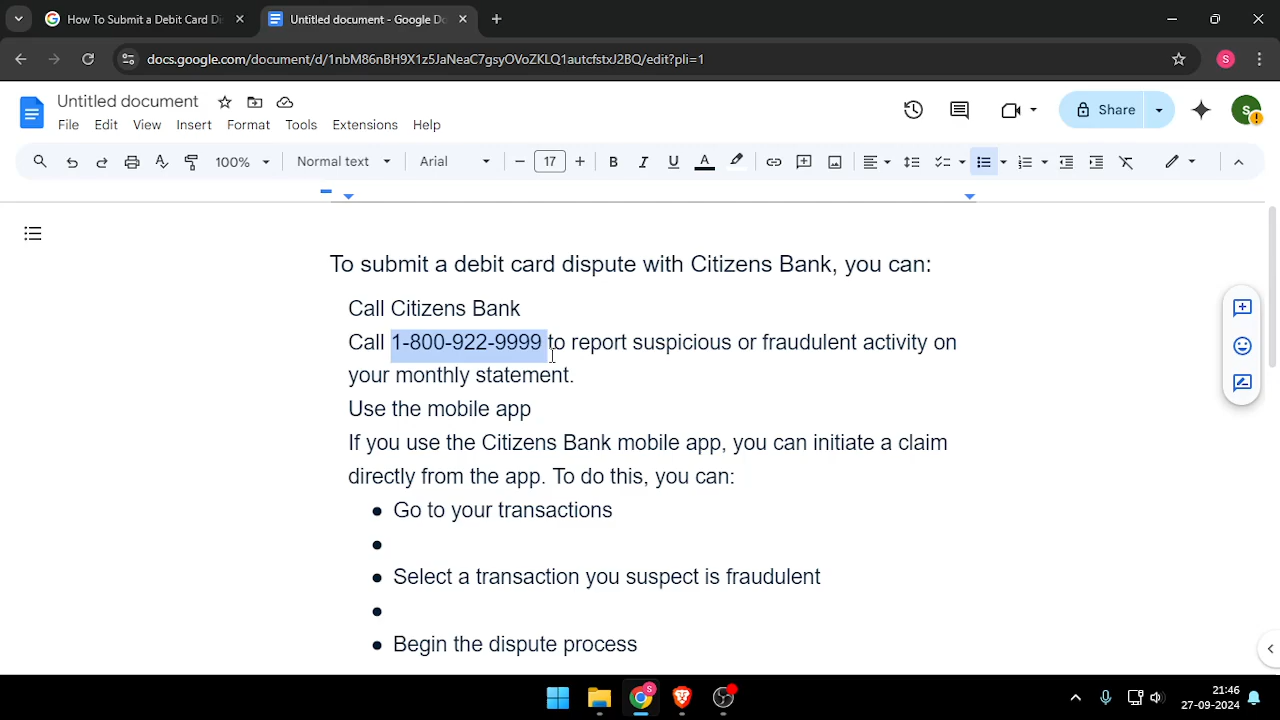 How To Submit a Debit Card Di
Untitled document - Google Do
docs.google.com/document/d/1nbM86nBH9X1z5JaNeaC7gsyOVoZKLQ1autcfstxJ2BQ/edit?pli=1
S
Untitled document
Share
S
File Edit View Insert Format Tools Extensions Help
100% Normal text Arial 17 B I U A
To submit a debit card dispute with Citizens Bank, you can:
Call Citizens Bank
Call 1-800-922-9999 to report suspicious or fraudulent activity on
your monthly statement.
Use the mobile app
If you use the Citizens Bank mobile app, you can initiate a claim
directly from the app. To do this, you can:
● Go to your transactions
●
● Select a transaction you suspect is fraudulent
●
● Begin the dispute process
S
21:46
27-09-2024